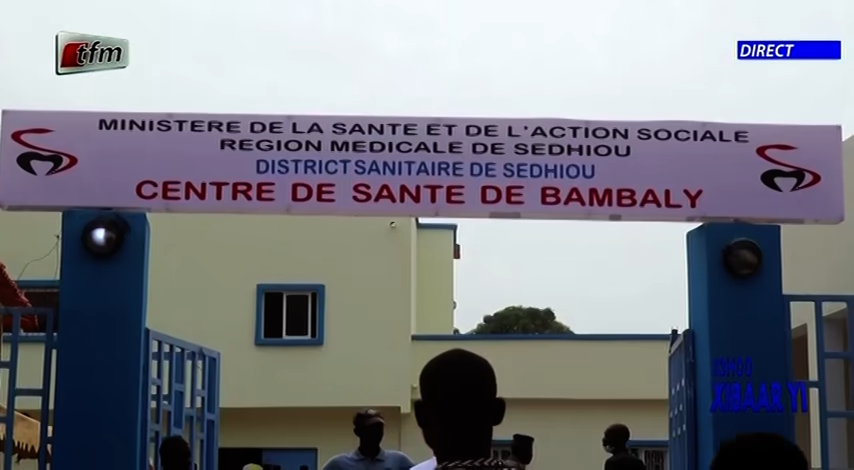 tfm
DIRECT
MINISTERE DE LA SANTE ET DE L'ACTION SOCIALE
REGION MEDICALE DE SEDHIOU
DISTRICT SANITAIRE DE SEDHIOU
CENTRE DE SANTE DE BAMBALY
XIBAAR YI